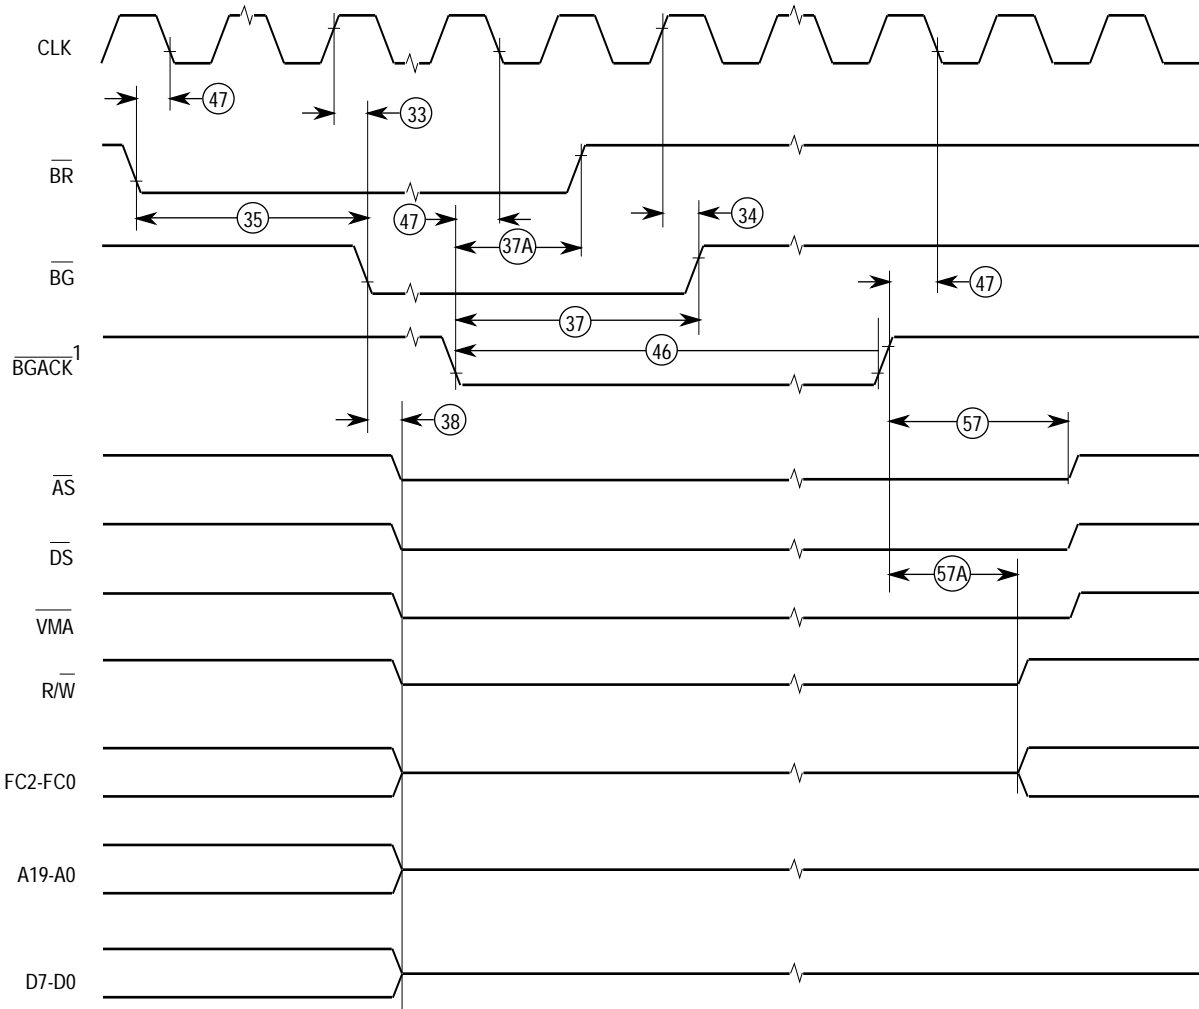 CLK
47
33
BR
35
47
37A
34
BG
47
37
BGACK1
46
38
57
AS
DS
57A
VMA
R/W
FC2-FC0
A19-A0
D7-D0